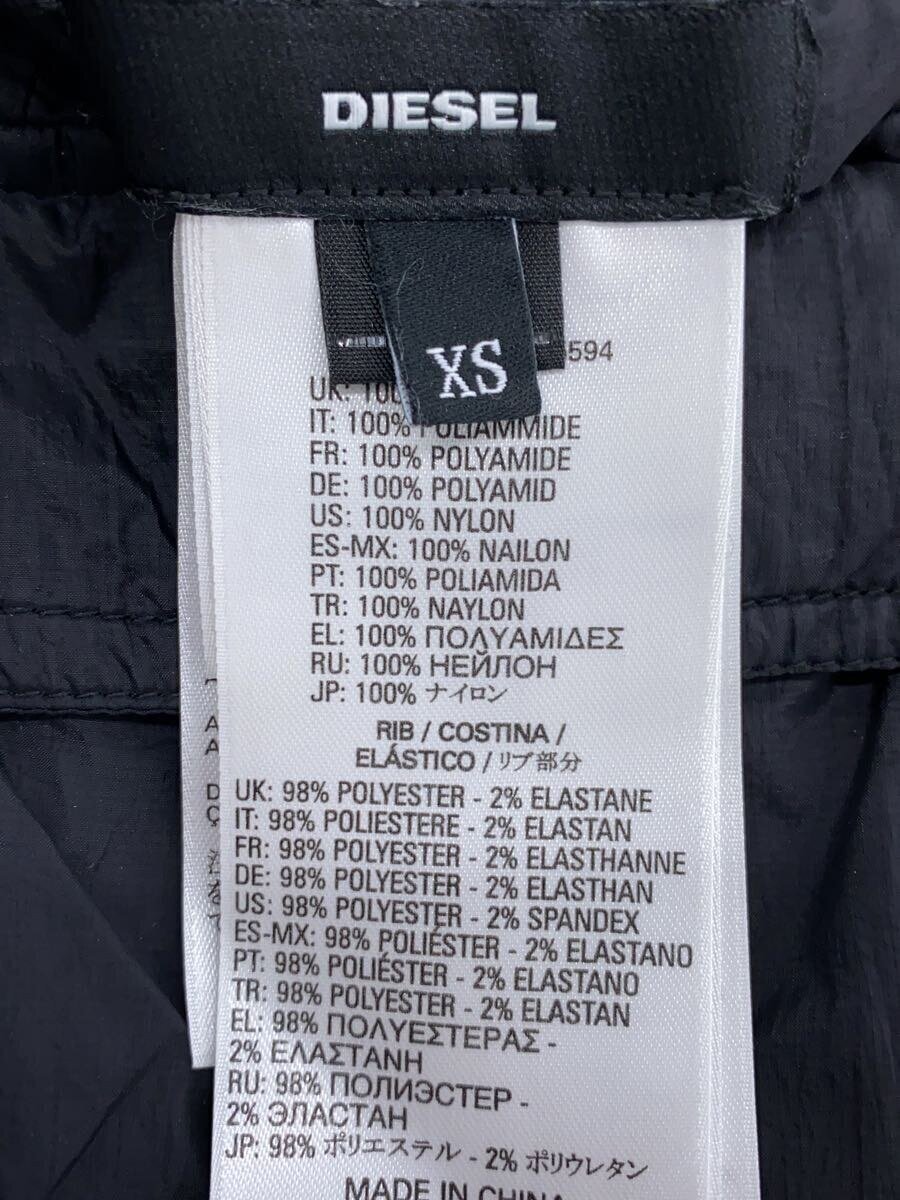 DIESEL
XS
594
UK: 100%
IT: 100% POLIAMMIDE
FR: 100% POLYAMIDE
DE: 100% POLYAMID
US: 100% NYLON
ES-MX: 100% NAILON
PT: 100% POLIAMIDA
TR: 100% NAYLON
EL: 100% ΠΟΛΥΑΜΙΔΕΣ
RU: 100% НЕЙЛОН
JP: 100% ナイロン
RIB / COSTINA /
ELÁSTICO / リブ部分
UK: 98% POLYESTER - 2% ELASTANE
IT: 98% POLIESTERE - 2% ELASTAN
FR: 98% POLYESTER - 2% ELASTHANNE
DE: 98% POLYESTER - 2% ELASTHAN
US: 98% POLYESTER - 2% SPANDEX
ES-MX: 98% POLIÉSTER - 2% ELASTANO
PT: 98% POLIÉSTER - 2% ELASTANO
TR: 98% POLYESTER - 2% ELASTAN
EL: 98% ΠΟΛΥΕΣΤΕΡΑΣ -
2% ΕΛΑΣΤΑΝΗ
RU: 98% ПОЛИЭСТЕР -
2% ЭЛАСТАН
JP: 98% ポリエステル - 2% ポリウレタン
MADE IN CHINA